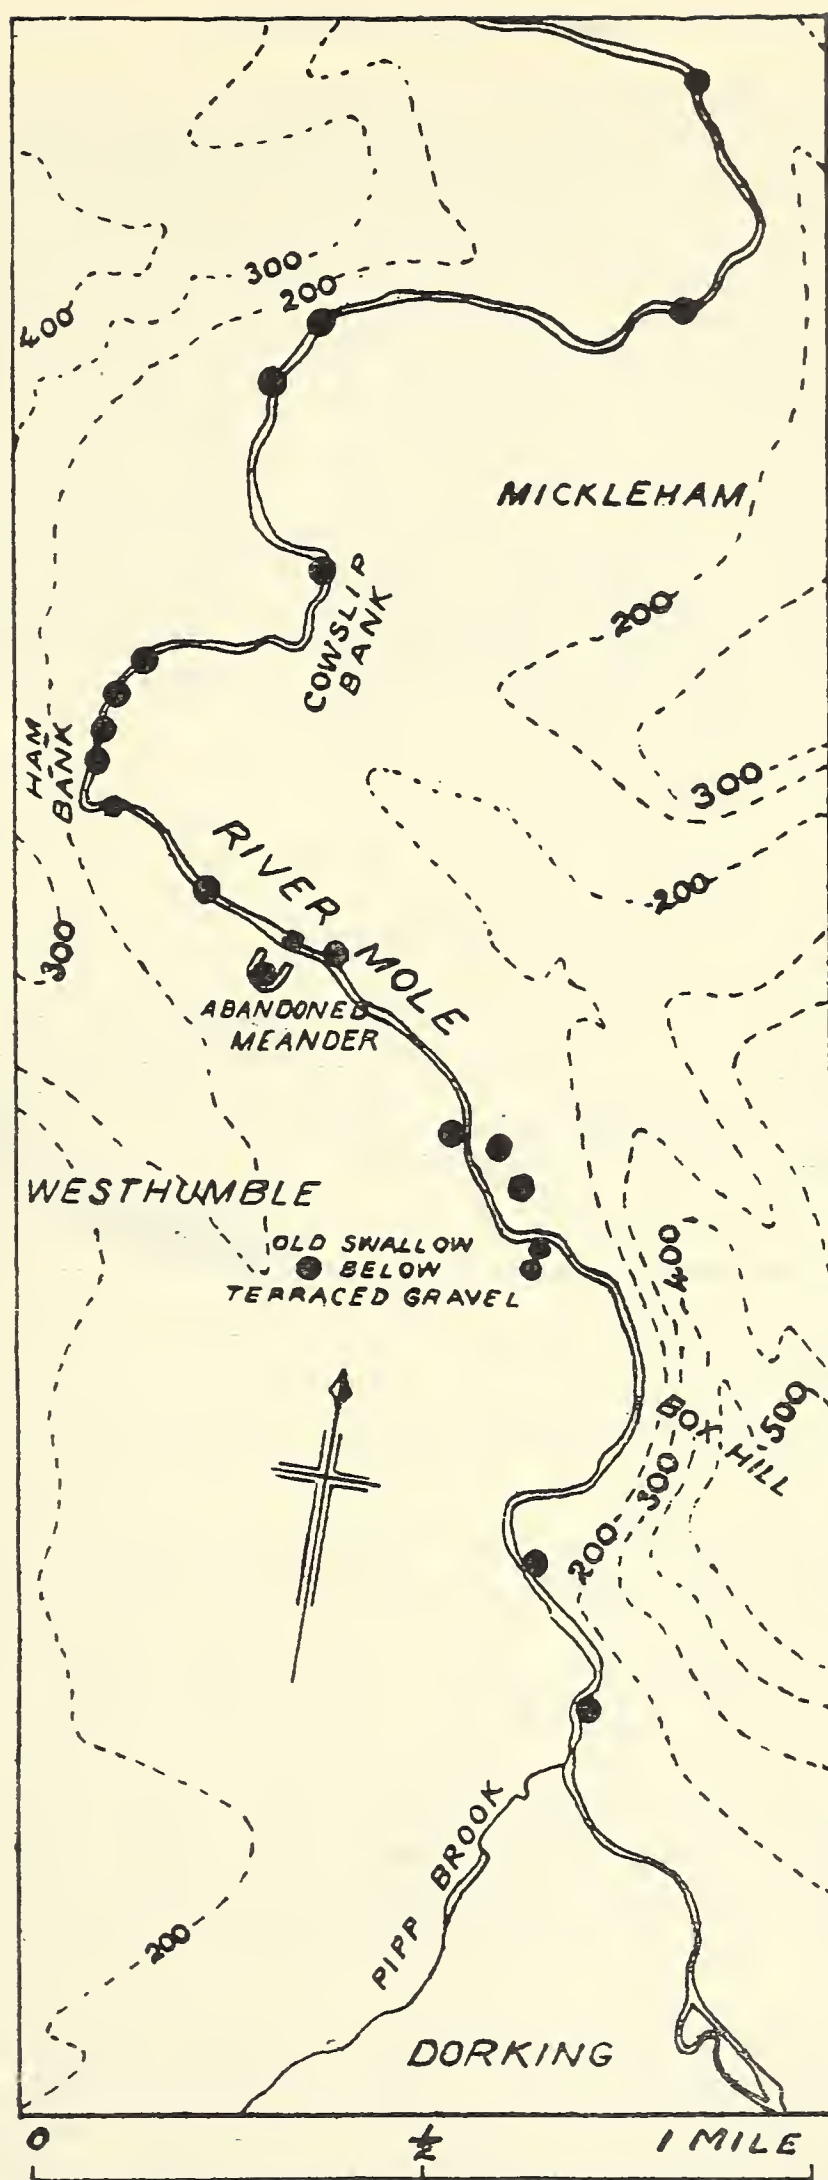 300
200
400
MICKLEHAM
200
COWSLIP
BANK
HAM
BANK
300
RIVER MOLE
200
300
ABANDONED
MEANDER
WESTHUMBLE
OLD SWALLOW
BELOW
TERRACED GRAVEL
400
500
BOX HILL
300
200
PIPP BROOK
200
DORKING
0 ½ 1 MILE